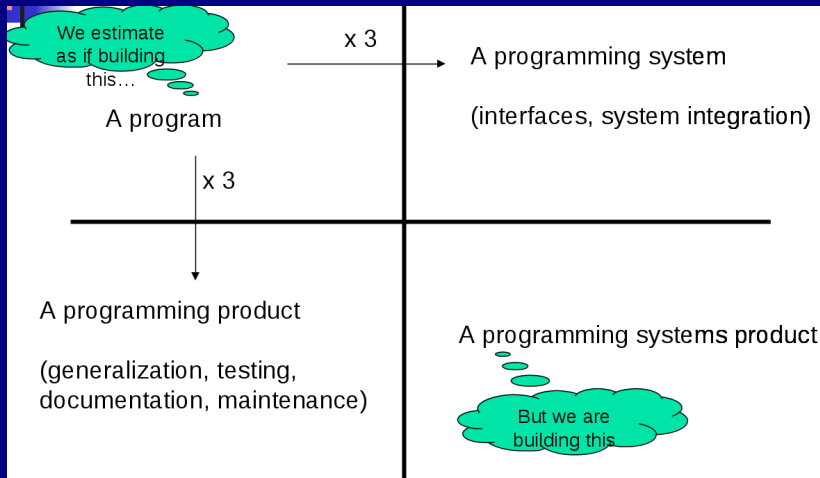 We estimate
as if building
this…
x 3
A programming system
(interfaces, system integration)
A program
x 3
A programming product
(generalization, testing,
documentation, maintenance)
A programming systems product
But we are
building this